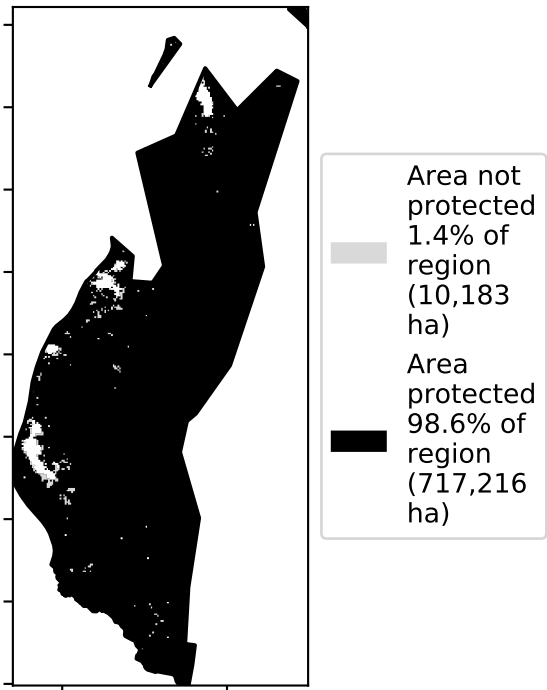 Area not
protected
1.4% of
region
(10,183
ha)
Area
protected
98.6% of
region
(717,216
ha)